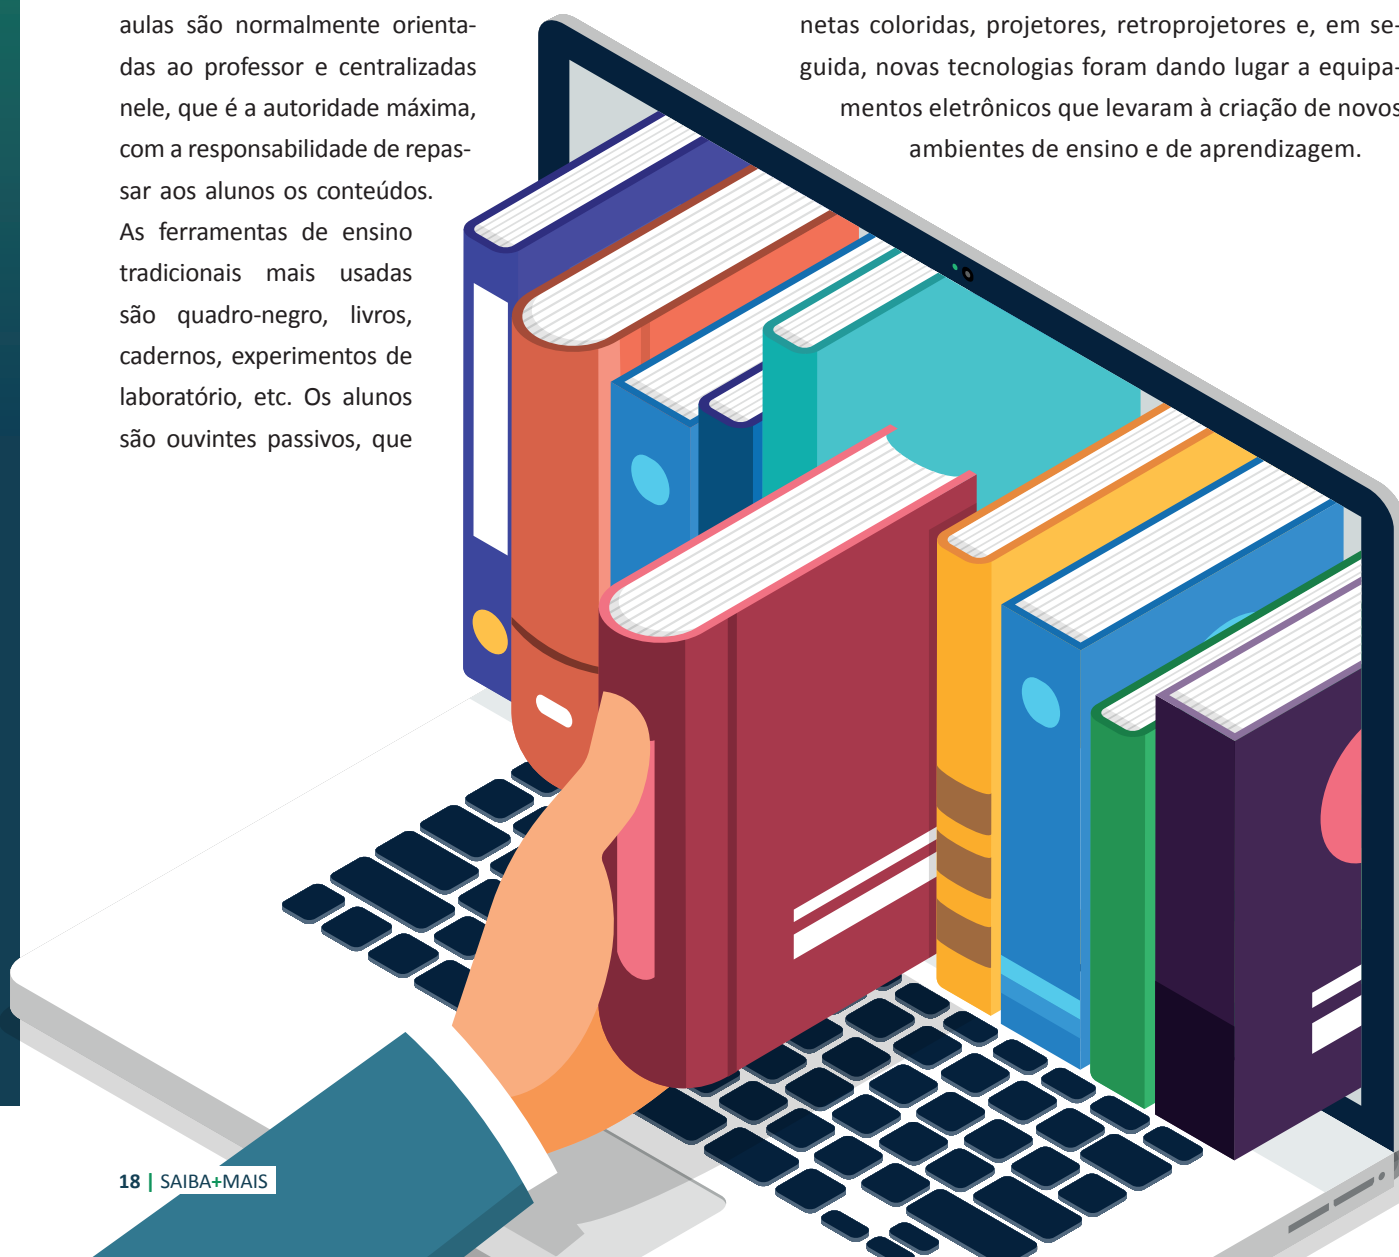 aulas são normalmente orienta-
das ao professor e centralizadas
nele, que é a autoridade máxima,
com a responsabilidade de repas-
sar aos alunos os conteúdos.
As ferramentas de ensino
tradicionais mais usadas
são quadro-negro, livros,
cadernos, experimentos de
laboratório, etc. Os alunos
são ouvintes passivos, que
netas coloridas, projetores, retroprojetores e, em se-
guida, novas tecnologias foram dando lugar a equipa-
mentos eletrônicos que levaram à criação de novos
ambientes de ensino e de aprendizagem.
18 | SAIBA+MAIS